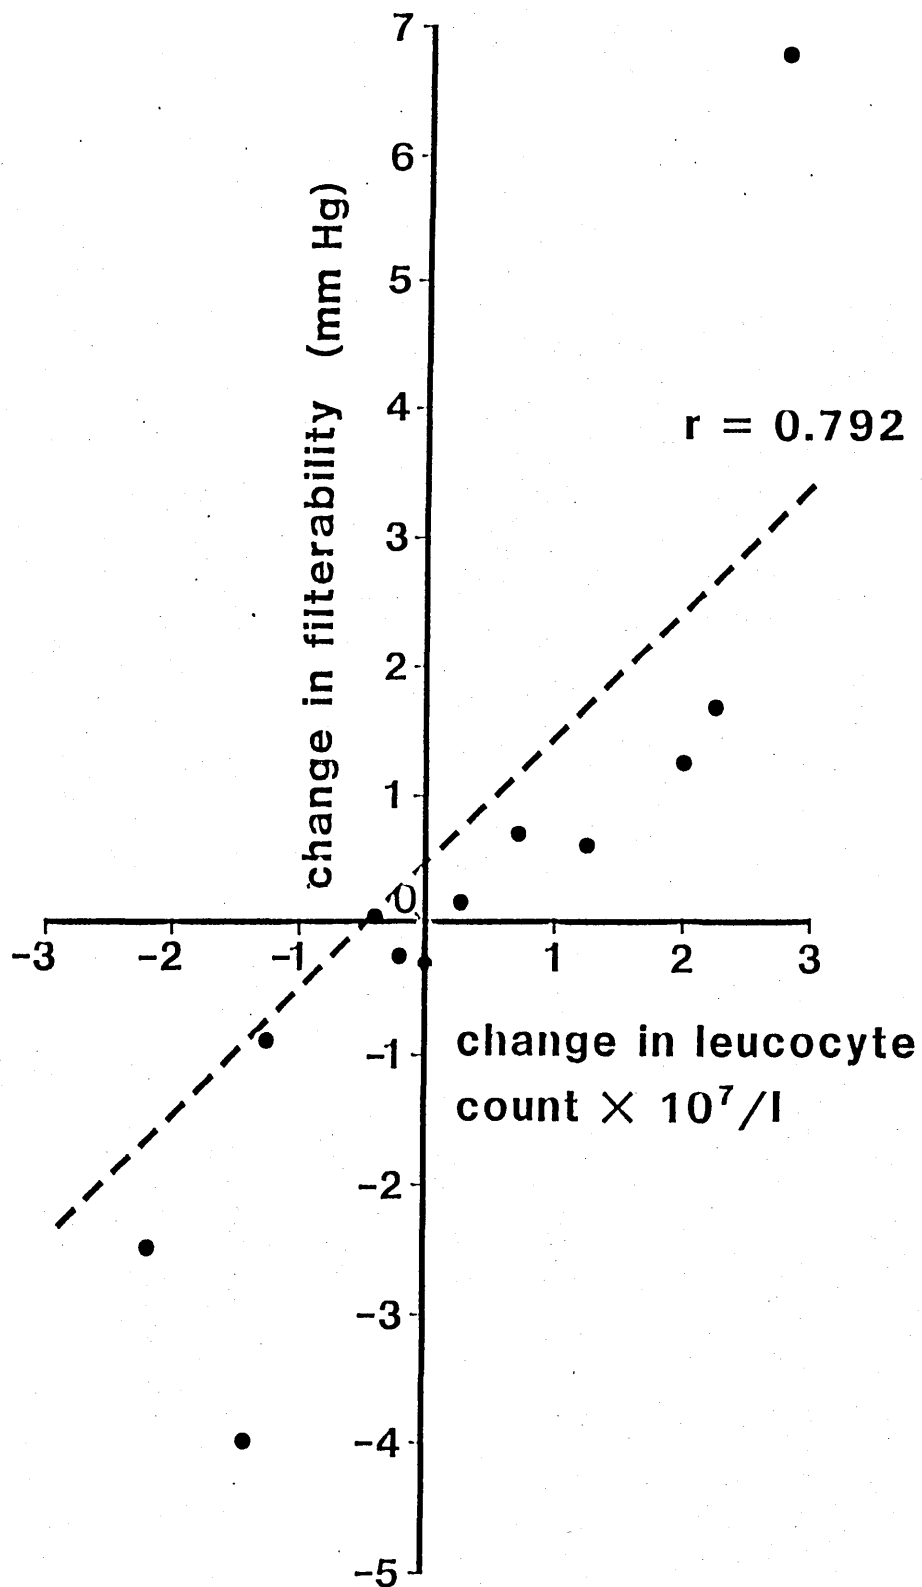 7
6
5
4
3
2
1
0
change in filterability (mm Hg)
r = 0.792
-3 -2 -1 1 2 3
change in leucocyte
count × 10⁷/l
-1
-2
-3
-4
-5